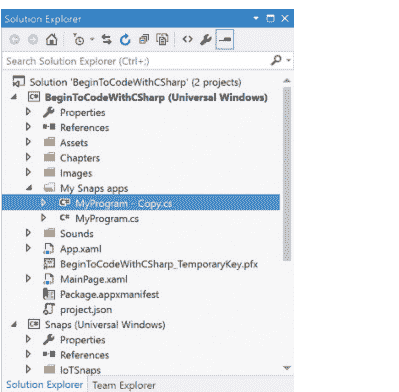 Solution Explorer
Search Solution Explorer (Ctrl+;)
Solution 'BeginToCodeWithCSharp' (2 projects)
C# BeginToCodeWithCSharp (Universal Windows)
Properties
References
Assets
Chapters
Images
My Snaps apps
C# MyProgram - Copy.cs
C# MyProgram.cs
Sounds
App.xaml
BeginToCodeWithCSharp_TemporaryKey.pfx
MainPage.xaml
Package.appxmanifest
project.json
C# Snaps (Universal Windows)
Properties
References
IoTSnaps
Solution Explorer Team Explorer